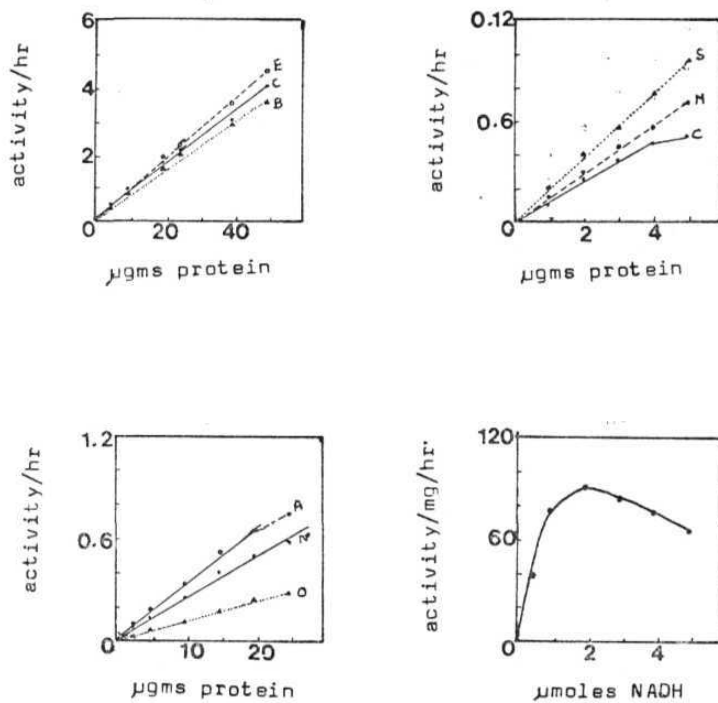 6
4
2
0
20
40
activity/hr
E
C
B
µgms protein
0.12
0.6
0
2
4
activity/hr
S
M
C
µgms protein
1.2
0.6
0
10
20
activity/hr
A
N
O
µgms protein
120
60
0
2
4
activity/mg/hr
µmoles NADH